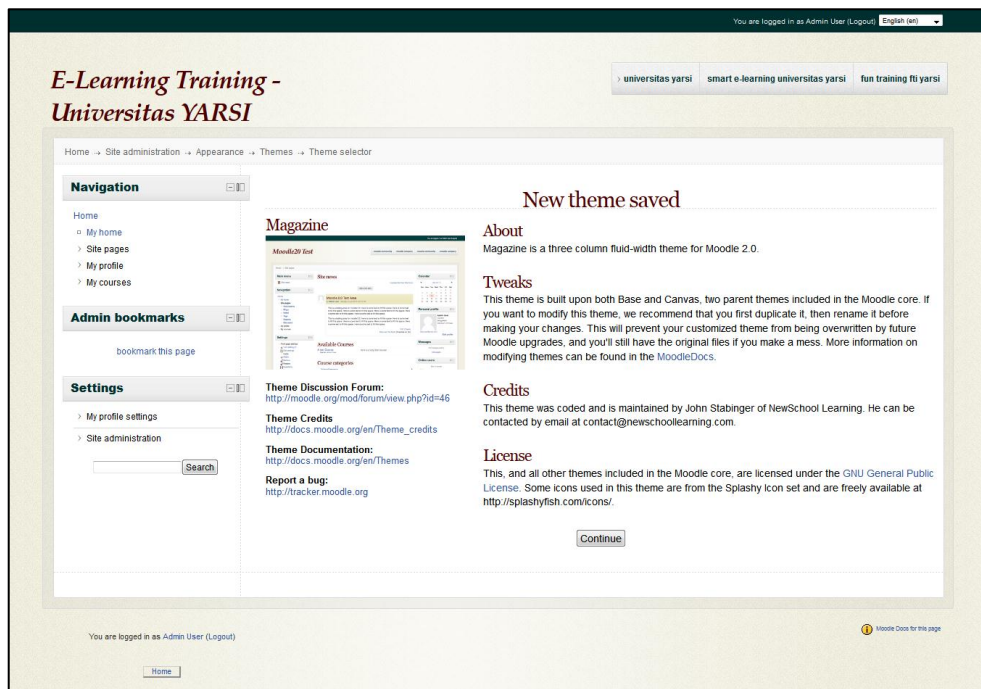 You are logged in as Admin User (Logout) English (en)
E-Learning Training -
Universitas YARSI
universitas yarsi smart e-learning universitas yarsi fun training fti yarsi
Home → Site administration → Appearance → Themes → Theme selector
Navigation
Home
My home
Site pages
My profile
My courses
Admin bookmarks
bookmark this page
Settings
My profile settings
Site administration
Search
New theme saved
Magazine
Moodle20 Test
Site news
Available Courses
Course categories
Theme Discussion Forum:
http://moodle.org/mod/forum/view.php?id=46
Theme Credits
http://docs.moodle.org/en/Theme_credits
Theme Documentation:
http://docs.moodle.org/en/Themes
Report a bug:
http://tracker.moodle.org
About
Magazine is a three column fluid-width theme for Moodle 2.0.
Tweaks
This theme is built upon both Base and Canvas, two parent themes included in the Moodle core. If
you want to modify this theme, we recommend that you first duplicate it, then rename it before
making your changes. This will prevent your customized theme from being overwritten by future
Moodle upgrades, and you'll still have the original files if you make a mess. More information on
modifying themes can be found in the MoodleDocs.
Credits
This theme was coded and is maintained by John Stabinger of NewSchool Learning. He can be
contacted by email at contact@newschoollearning.com.
License
This, and all other themes included in the Moodle core, are licensed under the GNU General Public
License. Some icons used in this theme are from the Splashy Icon set and are freely available at
http://splashyfish.com/icons/.
Continue
You are logged in as Admin User (Logout)
Moodle Docs for this page
Home